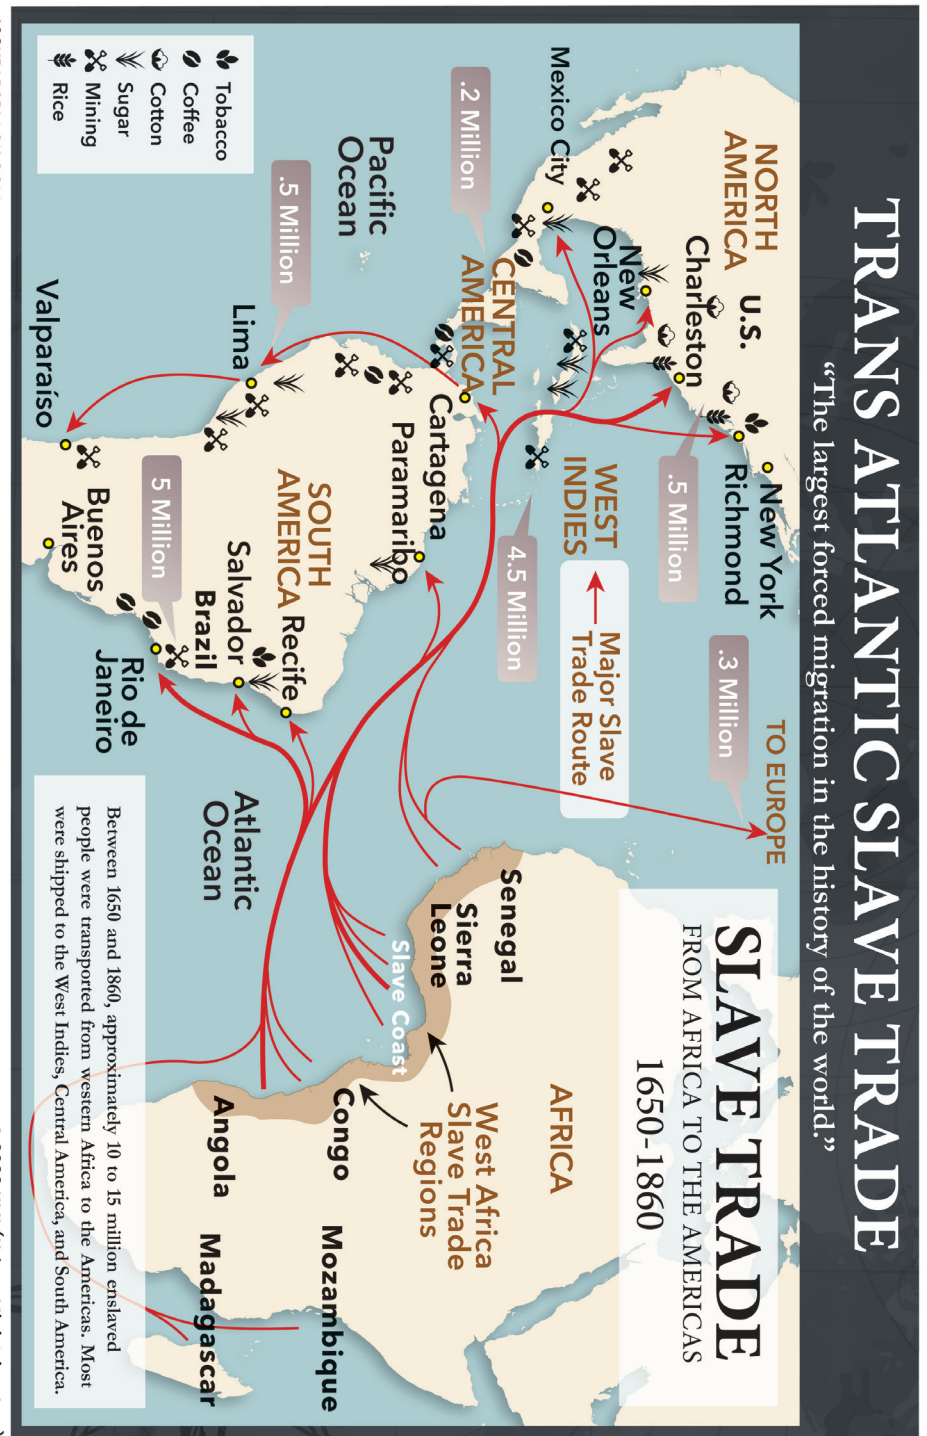 TRANS ATLANTIC SLAVE TRADE
“The largest forced migration in the history of the world.”
SLAVE TRADE
FROM AFRICA TO THE AMERICAS
1650-1860
NORTH
AMERICA
U.S.
New York
Richmond
Charleston
New
Orleans
Mexico City
.5 Million
.3 Million
TO EUROPE
WEST
INDIES
Major Slave
Trade Route
4.5 Million
.2 Million
CENTRAL
AMERICA
Pacific
Ocean
.5 Million
Cartagena
Paramaribo
Lima
Valparaíso
SOUTH
AMERICA
Recife
Salvador
Brazil
5 Million
Buenos
Aires
Rio de
Janeiro
Atlantic
Ocean
Senegal
Sierra
Leone
Slave Coast
AFRICA
West Africa
Slave Trade
Regions
Congo
Angola
Mozambique
Madagascar
Tobacco
Coffee
Cotton
Sugar
Mining
Rice
Between 1650 and 1860, approximately 10 to 15 million enslaved
people were transported from western Africa to the Americas. Most
were shipped to the West Indies, Central America, and South America.